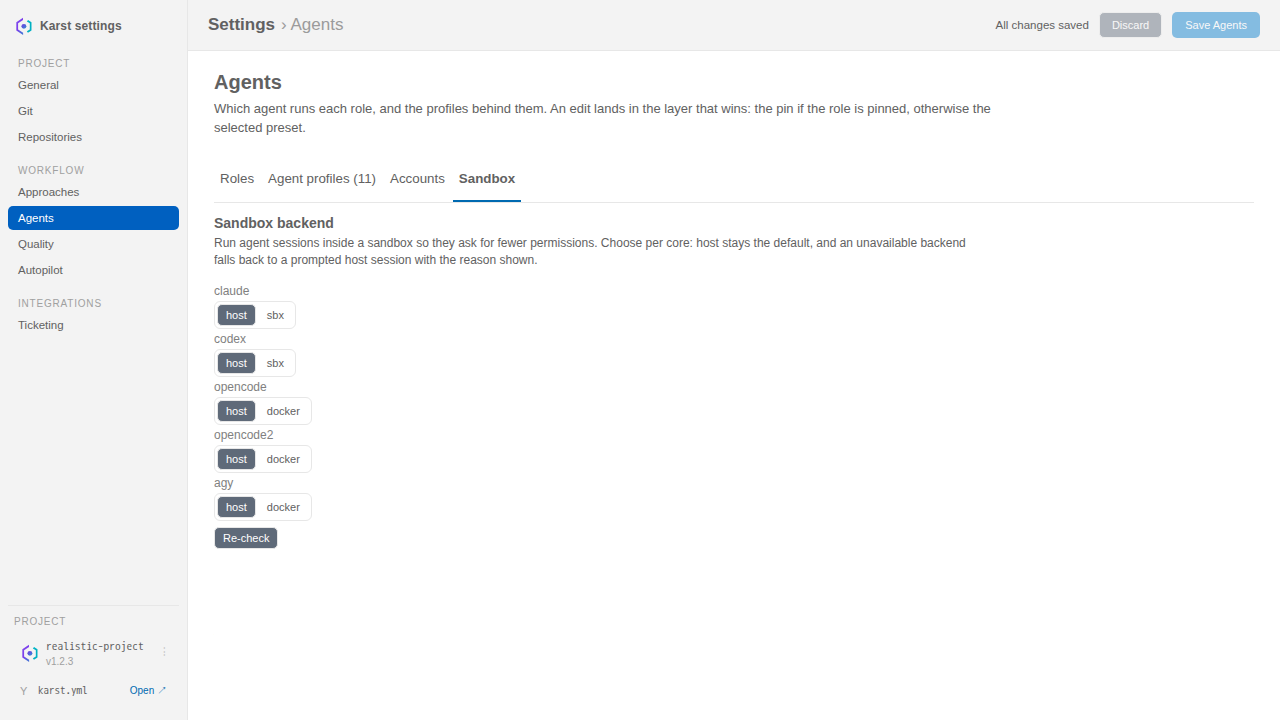 Karst settings
PROJECT
General
Git
Repositories
WORKFLOW
Approaches
Agents
Quality
Autopilot
INTEGRATIONS
Ticketing
PROJECT
realistic-project
v1.2.3
Y karst.yml Open ↗
Settings › Agents
All changes saved
Discard
Save Agents
Agents
Which agent runs each role, and the profiles behind them. An edit lands in the layer that wins: the pin if the role is pinned, otherwise the
selected preset.
Roles Agent profiles (11) Accounts Sandbox
Sandbox backend
Run agent sessions inside a sandbox so they ask for fewer permissions. Choose per core: host stays the default, and an unavailable backend
falls back to a prompted host session with the reason shown.
claude
host sbx
codex
host sbx
opencode
host docker
opencode2
host docker
agy
host docker
Re-check